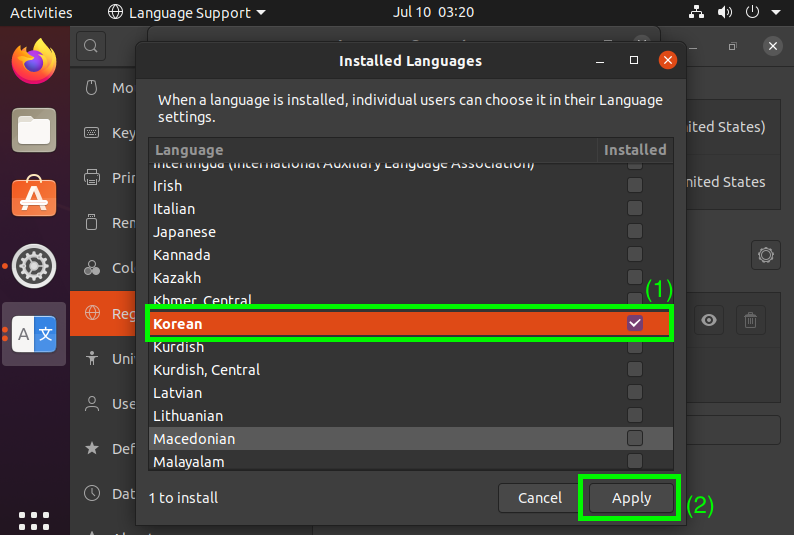 Activities
Language Support
Jul 10 03:20
Installed Languages
When a language is installed, individual users can choose it in their Language
settings.
Language Installed
Interlingua (International Auxiliary Language Association)
Irish
Italian
Japanese
Kannada
Kazakh
Khmer, Central
(1)
Korean
Kurdish
Kurdish, Central
Latvian
Lithuanian
Macedonian
Malayalam
1 to install
Cancel
Apply
(2)
Mo
Key
Prin
Ren
Colo
Reg
Uni
Use
Def
Dat
nited States)
nited States
A 文